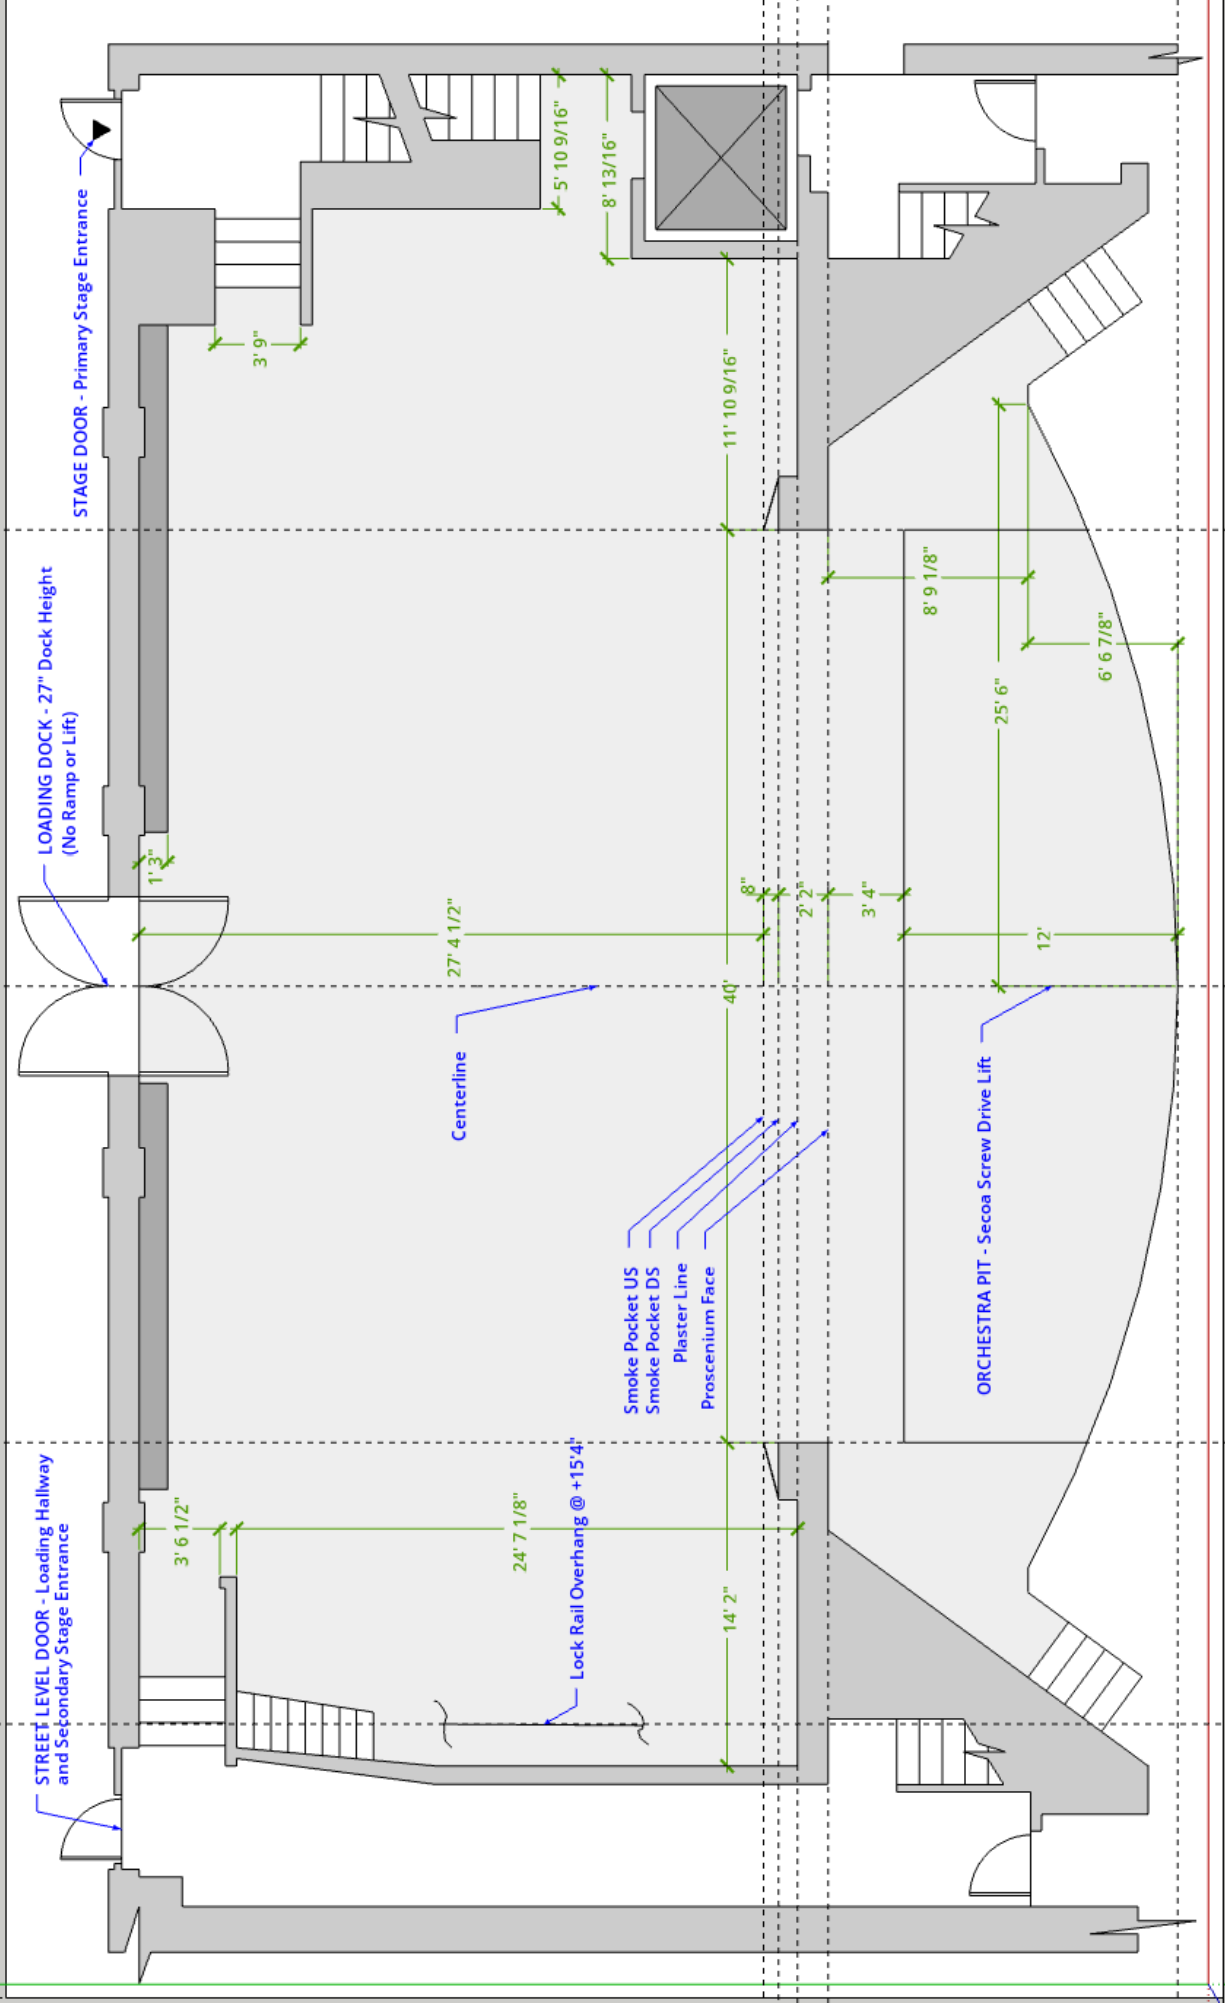 STAGE DOOR - Primary Stage Entrance
LOADING DOCK - 27" Dock Height
(No Ramp or Lift)
STREET LEVEL DOOR - Loading Hallway
and Secondary Stage Entrance
5' 10 9/16"
8' 13/16"
3' 9"
11' 10 9/16"
8' 9 1/8"
6' 6 7/8"
25' 6"
1' 3"
27' 4 1/2"
8"
2' 2"
3' 4"
12'
40'
Centerline
Smoke Pocket US
Smoke Pocket DS
Plaster Line
Proscenium Face
ORCHESTRA PIT - Secoa Screw Drive Lift
3' 6 1/2"
24' 7 1/8"
Lock Rail Overhang @ +15'4"
14' 2"